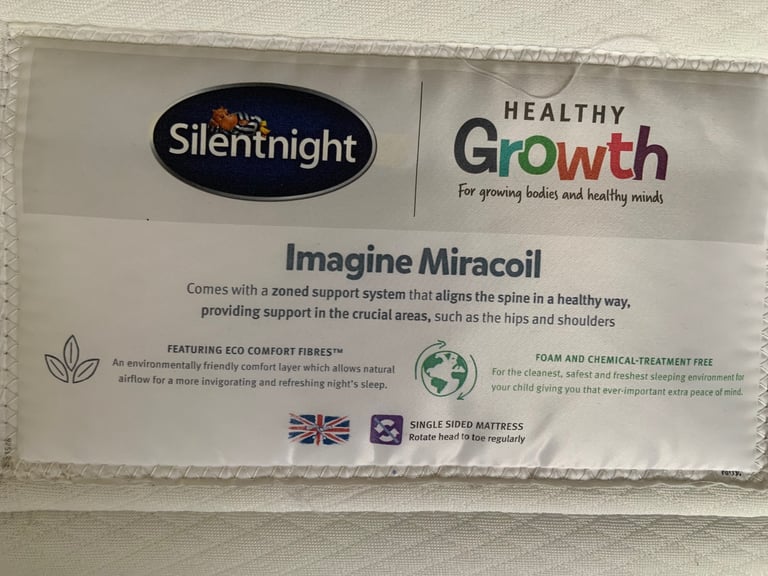 Silentnight
HEALTHY
Growth
For growing bodies and healthy minds
Imagine Miracoil
Comes with a zoned support system that aligns the spine in a healthy way,
providing support in the crucial areas, such as the hips and shoulders
FEATURING ECO COMFORT FIBRES™
An environmentally friendly comfort layer which allows natural
airflow for a more invigorating and refreshing night's sleep.
FOAM AND CHEMICAL-TREATMENT FREE
For the cleanest, safest and freshest sleeping environment for
your child giving you that ever-important extra peace of mind.
SINGLE SIDED MATTRESS
Rotate head to toe regularly